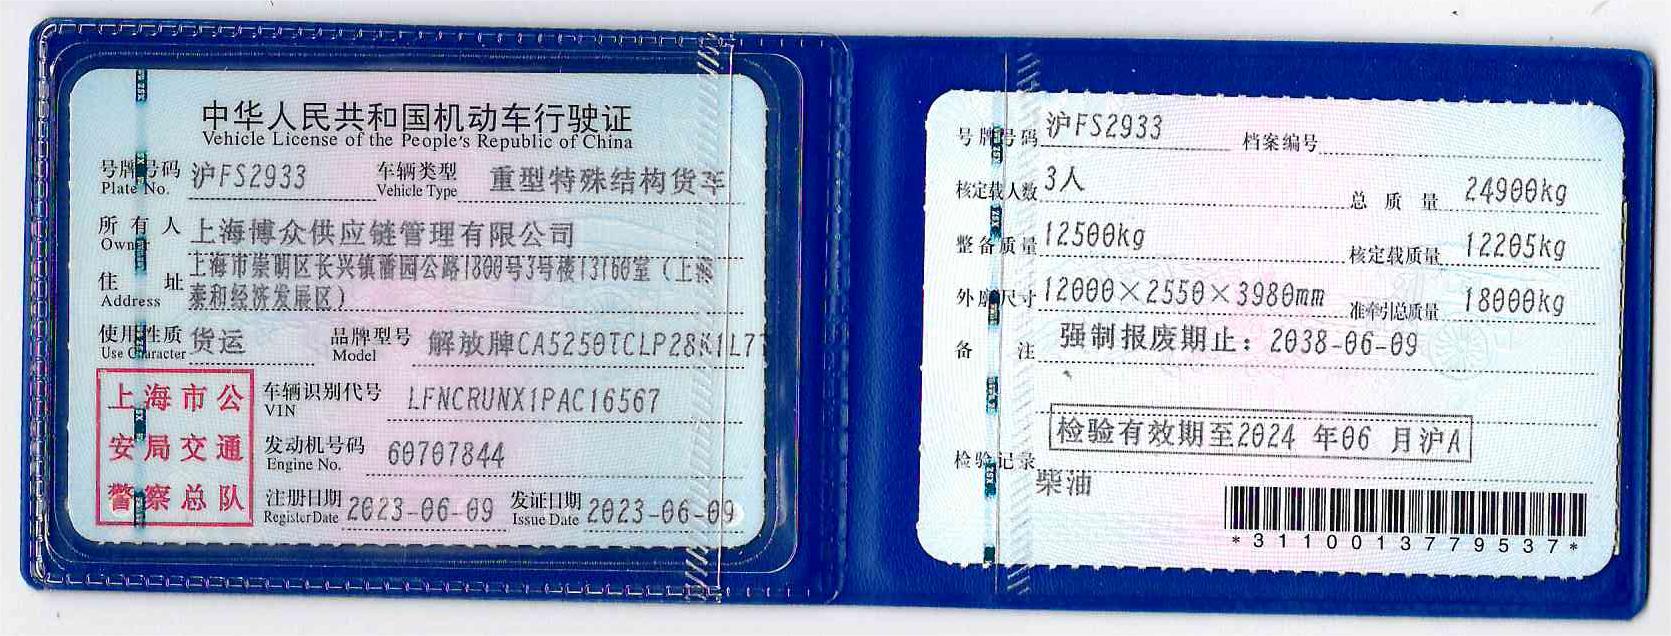 中华人民共和国机动车行驶证
Vehicle License of the People's Republic of China
号牌号码 沪FS2933 车辆类型 重型特殊结构货车
Plate No. Vehicle Type
所有人 上海博众供应链管理有限公司
Owner
住址 上海市崇明区长兴镇潘园公路1800号3号楼13160室（上海
Address 泰和经济发展区）
使用性质 货运 品牌型号 解放牌CA5250TCLP28K1L7T
Use Character Model
上海市公
安局交通
警察总队
车辆识别代号 LFNCRUNX1PAC16567
VIN
发动机号码 60707844
Engine No.
注册日期 2023-06-09 发证日期 2023-06-09
Register Date Issue Date
号牌号码 沪FS2933 档案编号
核定载人数 3人 总质量 24900kg
整备质量 12500kg 核定载质量 12205kg
外廓尺寸 12000×2550×3980mm 准牵引总质量 18000kg
备注 强制报废期止：2038-06-09
检验有效期至2024 年06 月沪A
检验记录
柴油
*3110013779537*